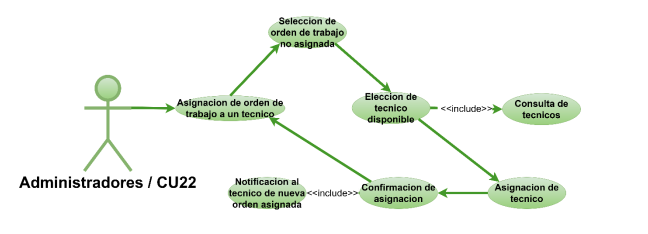 Seleccion de
orden de trabajo
no asignada
Asignacion de orden de
trabajo a un tecnico
Eleccion de
tecnico
disponible
<<include>>
Consulta de
tecnicos
Administradores / CU22
Notificacion al
tecnico de nueva
orden asignada
<<include>>
Confirmacion de
asignacion
Asignacion de
tecnico